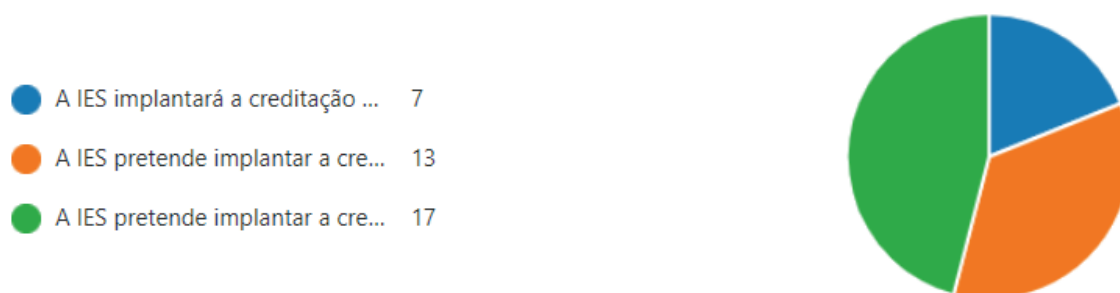 A IES implantará a creditação ... 7
A IES pretende implantar a cre... 13
A IES pretende implantar a cre... 17